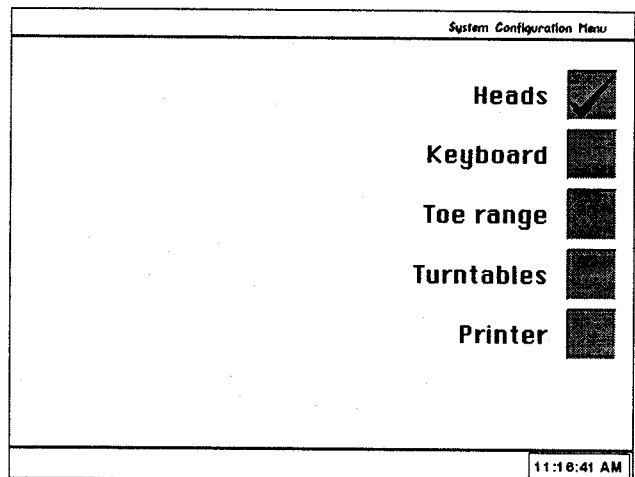 System Configuration Menu
Heads
Keyboard
Toe range
Turntables
Printer
11:16:41 AM